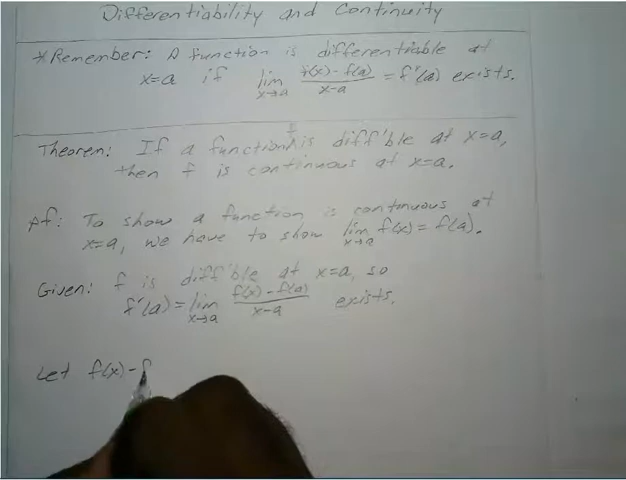 Differentiability and Continuity
*Remember: A function is differentiable at
x=a if lim x→a f(x)-f(a)/x-a = f'(a) exists.
Theorem: If a function f is diff'ble at x=a,
then f is continuous at x=a.
Pf: To show a function is continuous at
x=a, we have to show lim x→a f(x) = f(a).
Given: f is diff'ble at x=a, so
f'(a) = lim x→a f(x)-f(a)/x-a exists.
Let f(x)-f